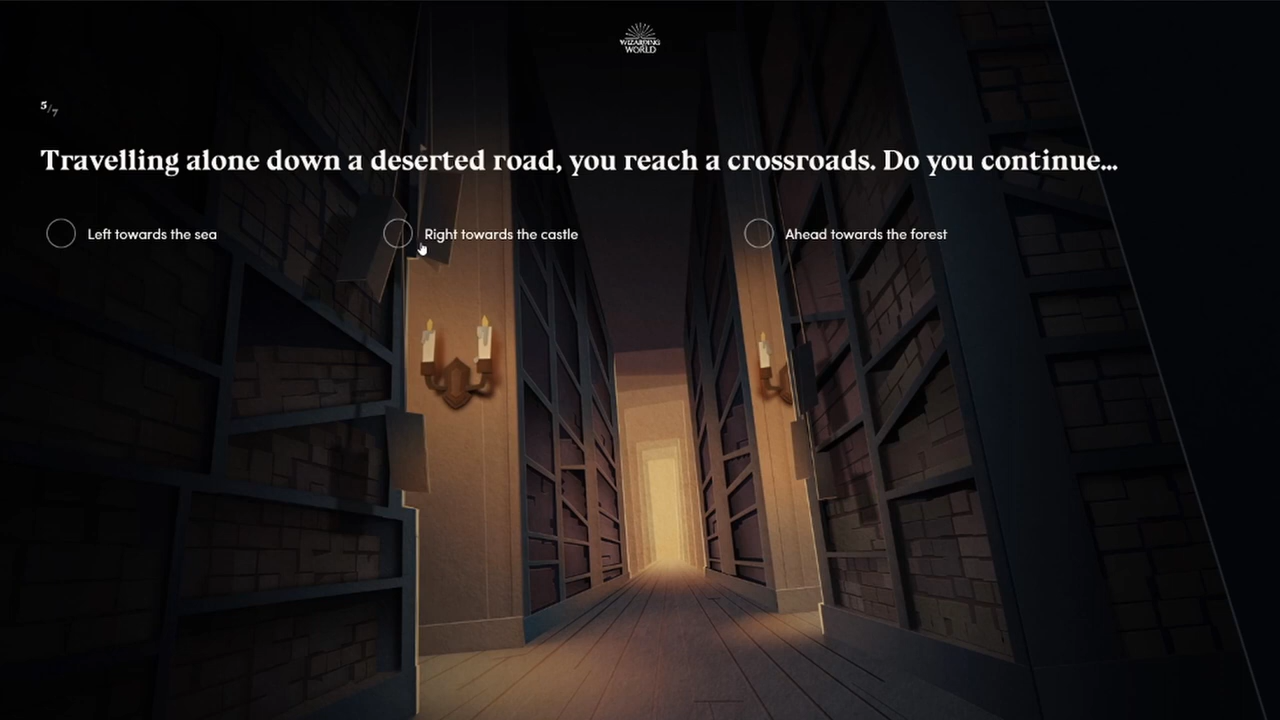 WIZARDING
WORLD
5/7
Travelling alone down a deserted road, you reach a crossroads. Do you continue...
Left towards the sea
Right towards the castle
Ahead towards the forest